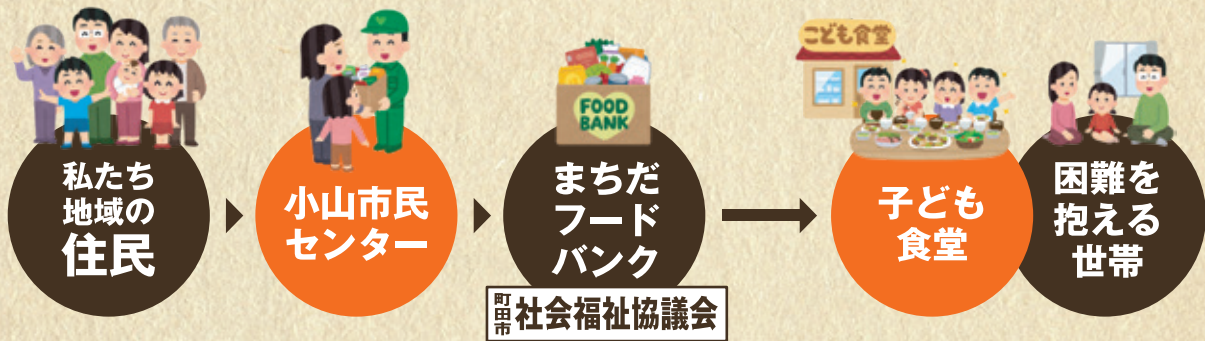 私たち
地域の
住民
小山市民
センター
FOOD
BANK
まちだ
フード
バンク
町田市
社会福祉協議会
こども食堂
子ども
食堂
困難を
抱える
世帯